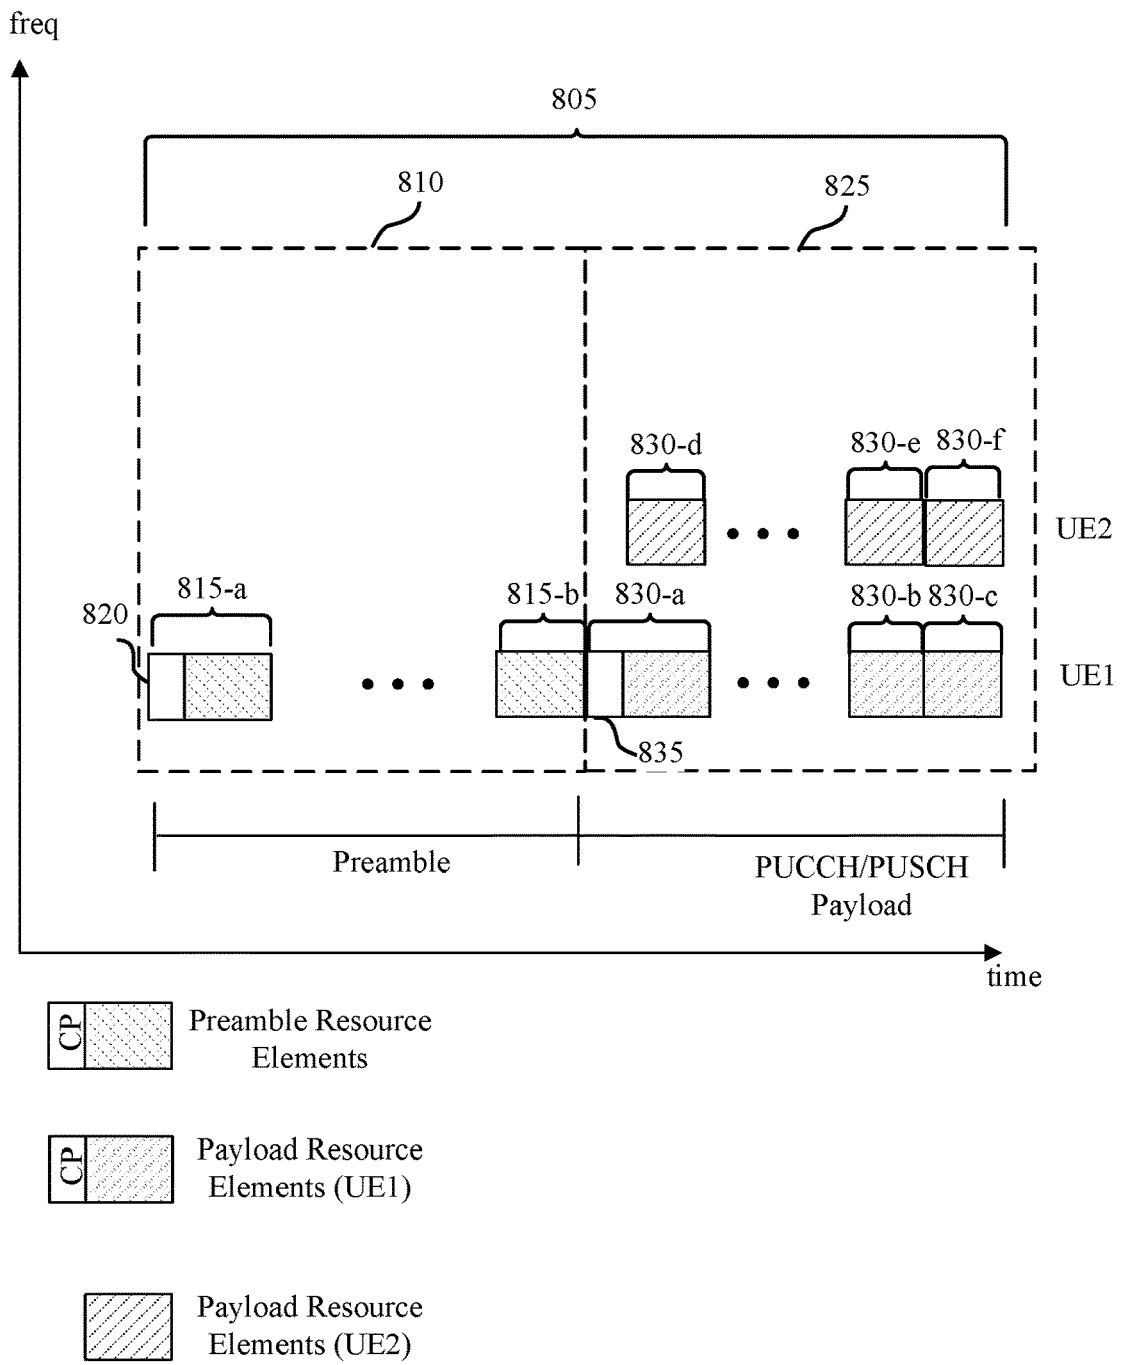 freq
805
810
825
830-d
830-e
830-f
UE2
815-a
815-b
830-a
830-b
830-c
820
UE1
835
Preamble
PUCCH/PUSCH
Payload
time
CP
Preamble Resource
Elements
CP
Payload Resource
Elements (UE1)
Payload Resource
Elements (UE2)